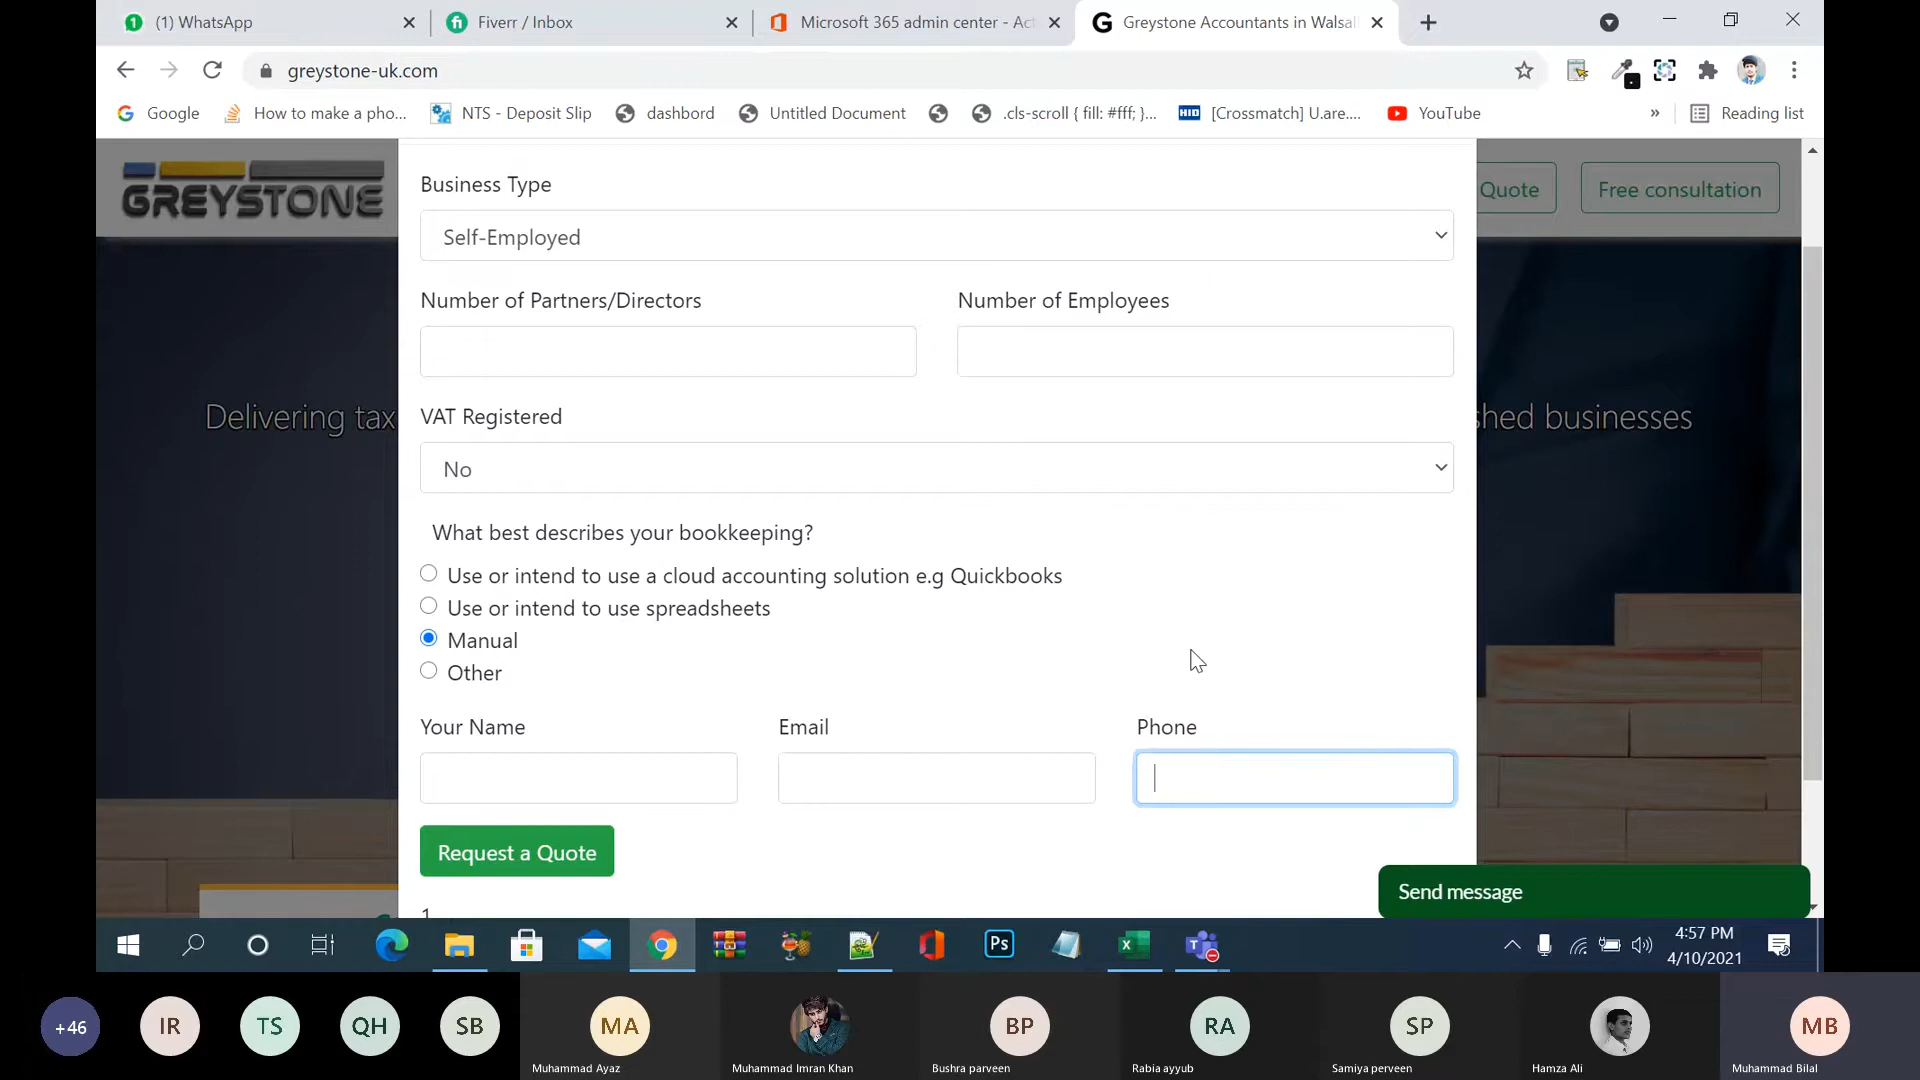 (1) WhatsApp
Fiverr / Inbox
Microsoft 365 admin center - Act
Greystone Accountants in Walsall
greystone-uk.com
Google
How to make a pho...
NTS - Deposit Slip
dashbord
Untitled Document
.cls-scroll { fill: #fff; }...
HID
[Crossmatch] U.are....
YouTube
»
Reading list
GREYSTONE
Quote
Free consultation
Delivering tax
shed businesses
Business Type
Self-Employed
Number of Partners/Directors
Number of Employees
VAT Registered
No
What best describes your bookkeeping?
Use or intend to use a cloud accounting solution e.g Quickbooks
Use or intend to use spreadsheets
Manual
Other
Your Name
Email
Phone
Request a Quote
Send message
1
Ps
4:57 PM
4/10/2021
+46
IR
TS
QH
SB
MA
BP
RA
SP
MB
Muhammad Ayaz
Muhammad Imran Khan
Bushra parveen
Rabia ayyub
Samiya perveen
Hamza Ali
Muhammad Bilal